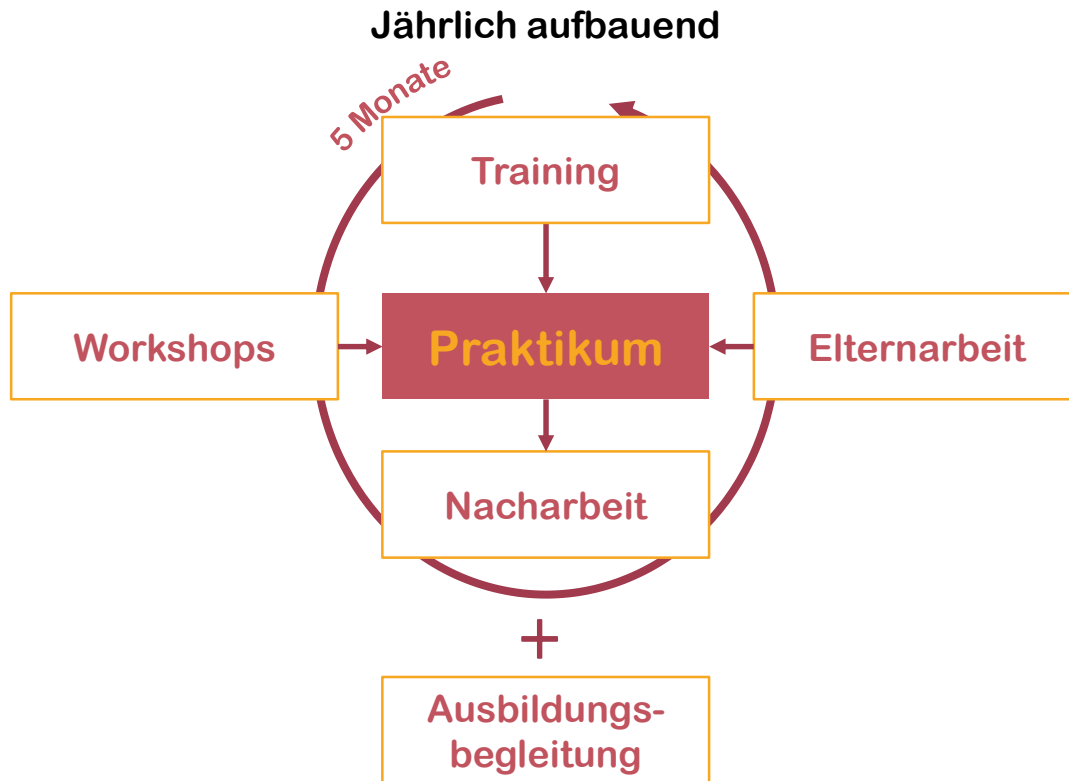 Jährlich aufbauend
5 Monate
Training
Workshops
Praktikum
Elternarbeit
Nacharbeit
+
Ausbildungs-
begleitung